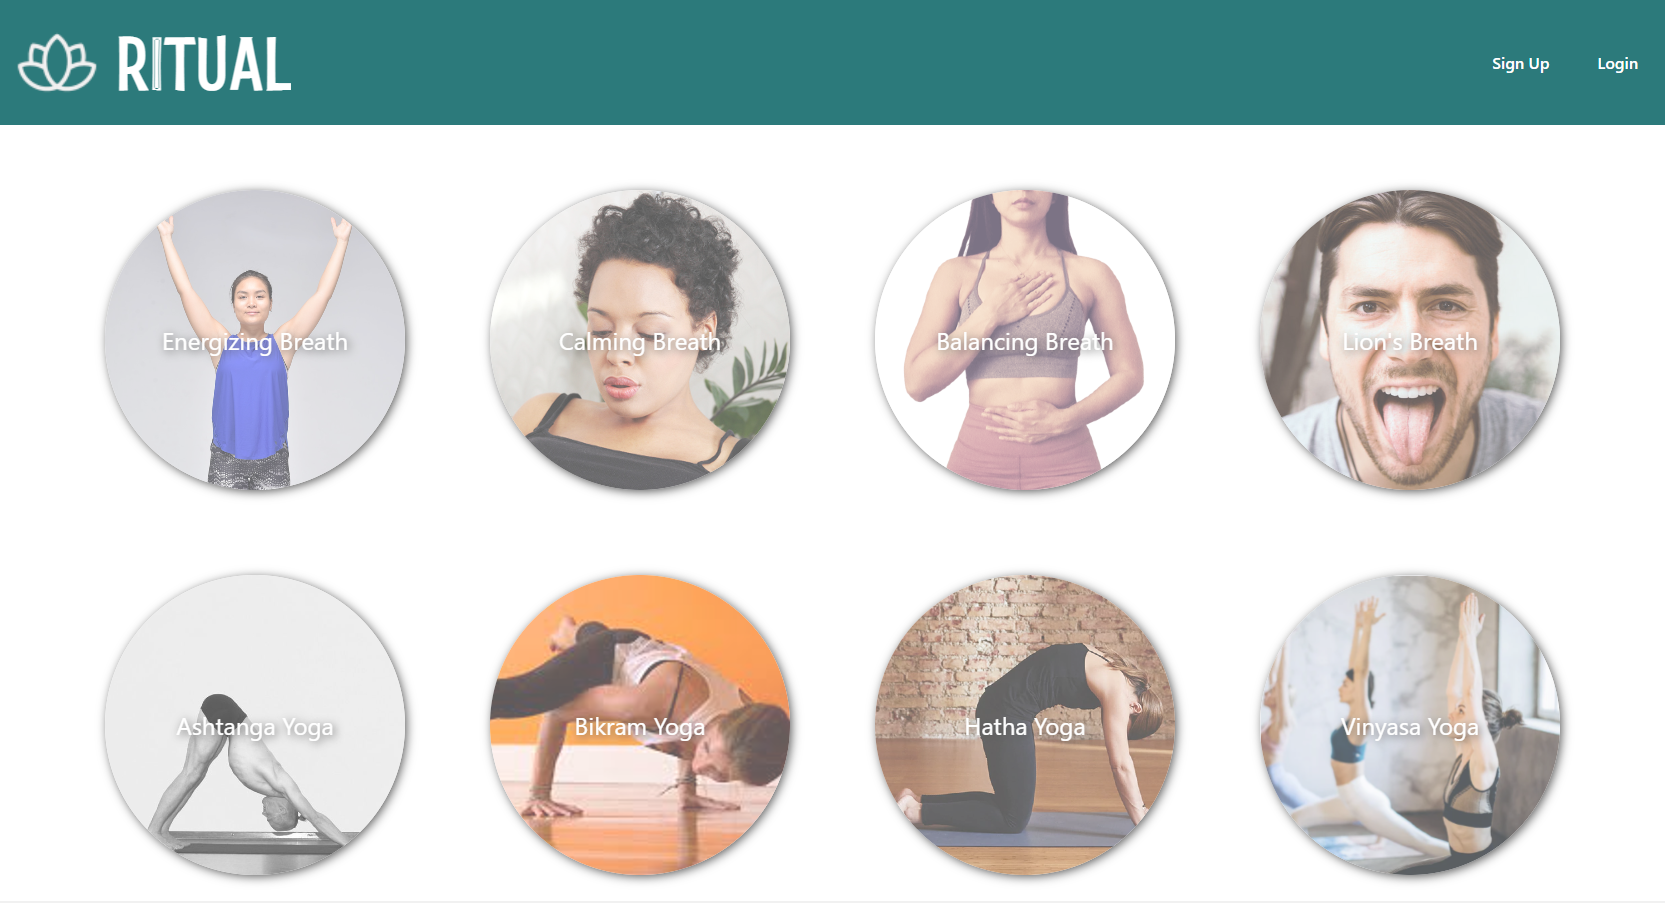 RITUAL
Sign Up
Login
Energizing Breath
Calming Breath
Balancing Breath
Lion's Breath
Ashtanga Yoga
Bikram Yoga
Hatha Yoga
Vinyasa Yoga